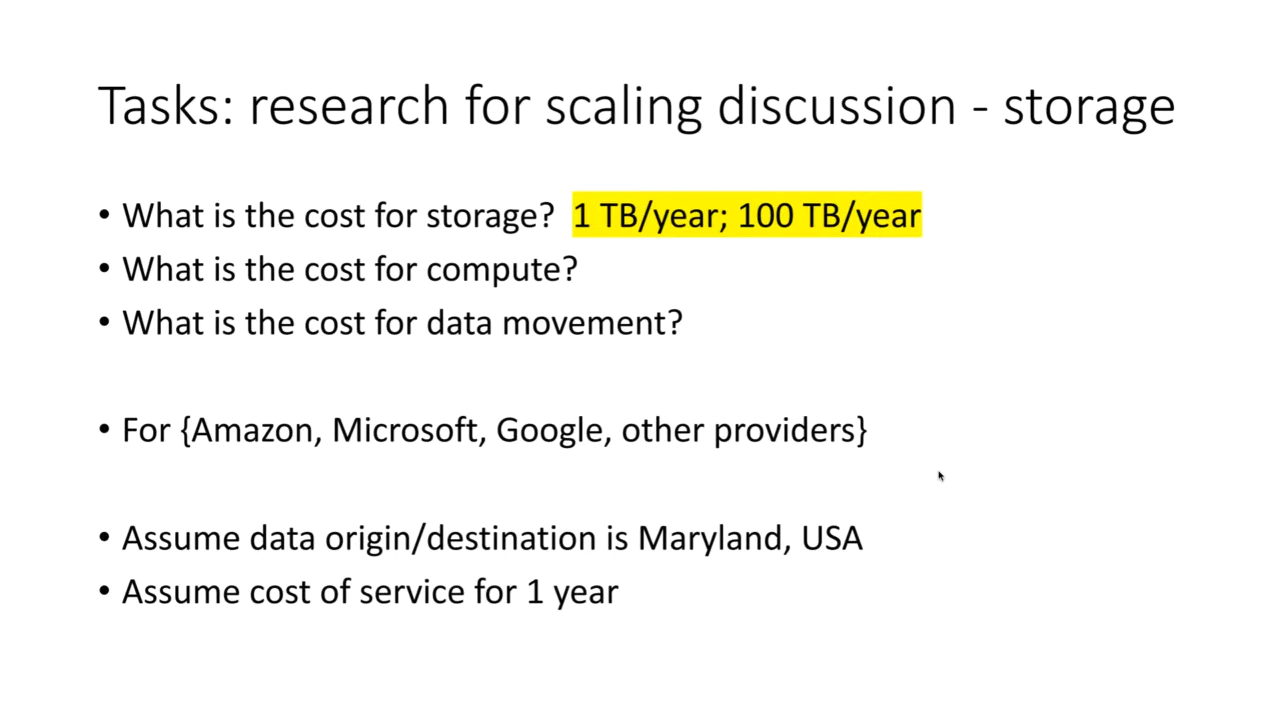 Tasks: research for scaling discussion - storage
• What is the cost for storage? 1 TB/year; 100 TB/year
• What is the cost for compute?
• What is the cost for data movement?
• For {Amazon, Microsoft, Google, other providers}
• Assume data origin/destination is Maryland, USA
• Assume cost of service for 1 year